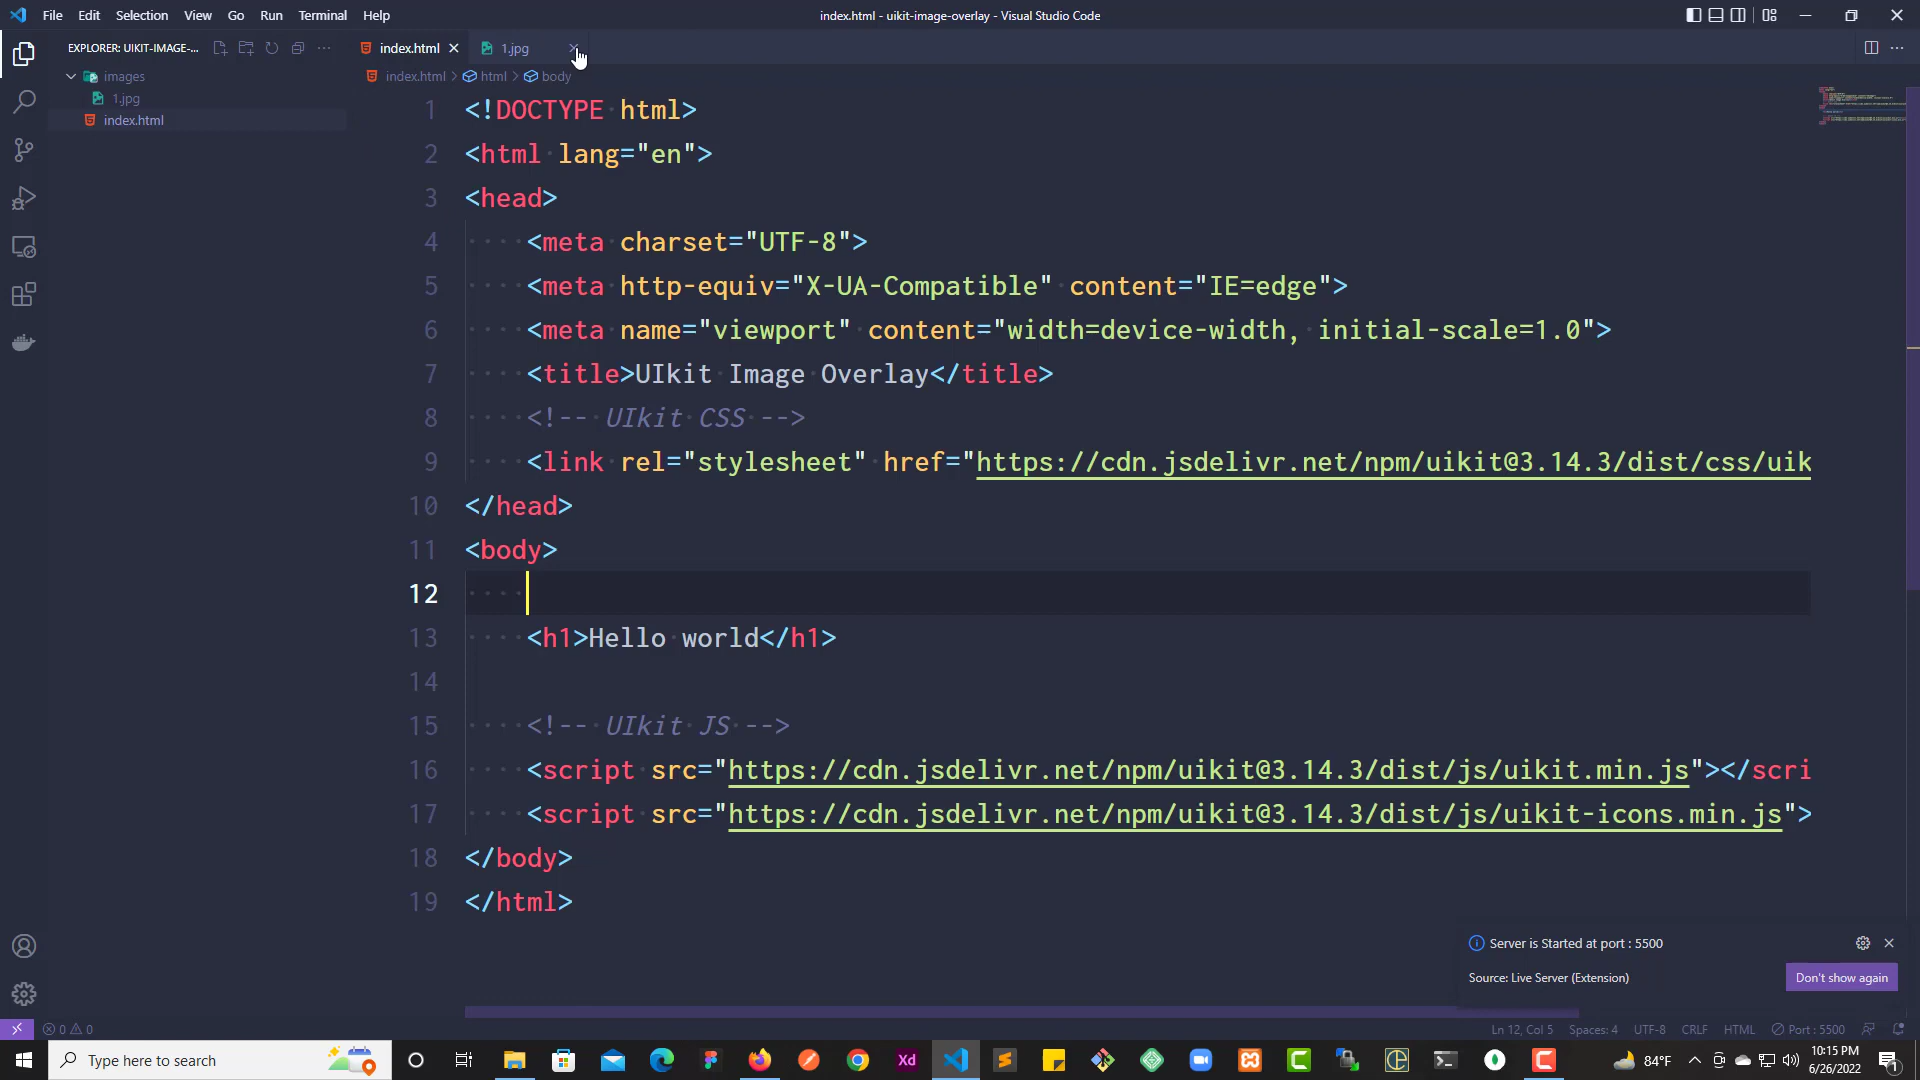 File Edit Selection View Go Run Terminal Help
index.html - uikit-image-overlay - Visual Studio Code
EXPLORER: UIKIT-IMAGE-...
images
1.jpg
index.html
index.html 1.jpg
index.html > html > body
1 <!DOCTYPE html>
2 <html lang="en">
3 <head>
4 <meta charset="UTF-8">
5 <meta http-equiv="X-UA-Compatible" content="IE=edge">
6 <meta name="viewport" content="width=device-width, initial-scale=1.0">
7 <title>UIkit Image Overlay</title>
8 <!-- UIkit CSS -->
9 <link rel="stylesheet" href="https://cdn.jsdelivr.net/npm/uikit@3.14.3/dist/css/uik
10 </head>
11 <body>
12
13 <h1>Hello world</h1>
14
15 <!-- UIkit JS -->
16 <script src="https://cdn.jsdelivr.net/npm/uikit@3.14.3/dist/js/uikit.min.js"></scri
17 <script src="https://cdn.jsdelivr.net/npm/uikit@3.14.3/dist/js/uikit-icons.min.js">
18 </body>
19 </html>
Server is Started at port : 5500
Source: Live Server (Extension)
Don't show again
0 0
Ln 12, Col 5 Spaces: 4 UTF-8 CRLF HTML Port : 5500
Type here to search
Xd
84°F
10:15 PM
6/26/2022
1